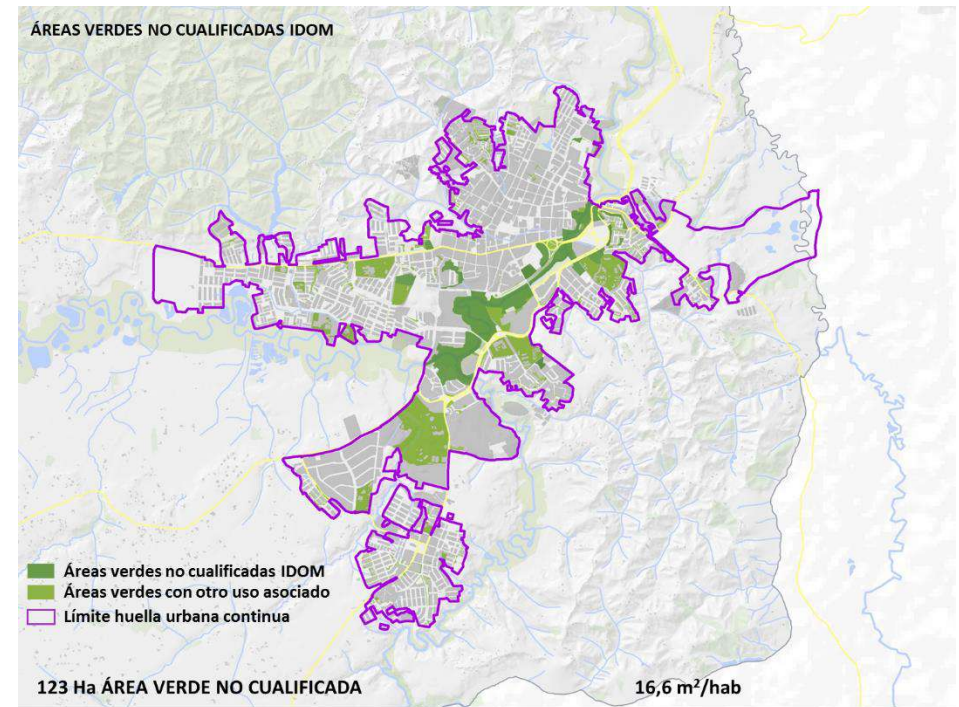 ÁREAS VERDES NO CUALIFICADAS IDOM
Áreas verdes no cualificadas IDOM
Áreas verdes con otro uso asociado
Límite huella urbana continua
123 Ha ÁREA VERDE NO CUALIFICADA
16,6 m²/hab